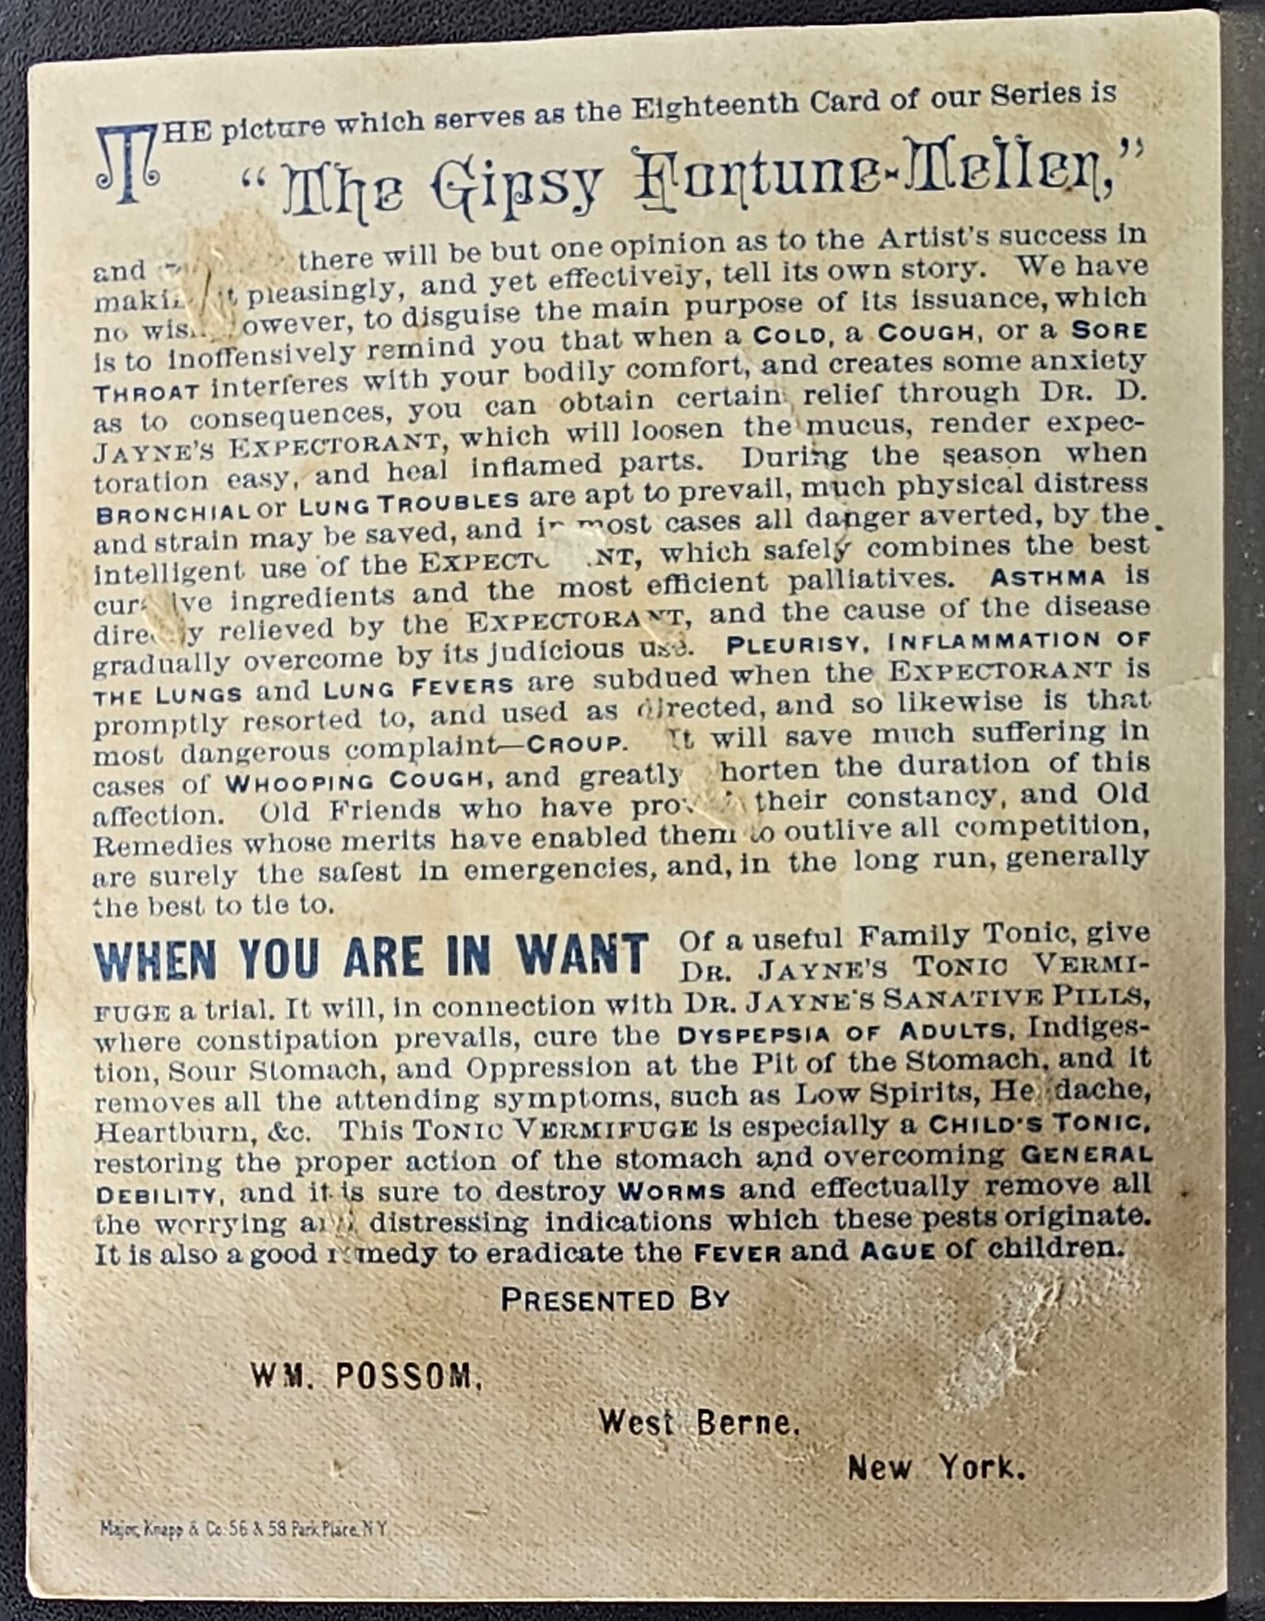 THE picture which serves as the Eighteenth Card of our Series is
“The Gipsy Fortune-Teller,”
and there will be but one opinion as to the Artist's success in
making it pleasingly, and yet effectively, tell its own story. We have
no wish, however, to disguise the main purpose of its issuance, which
is to inoffensively remind you that when a COLD, a COUGH, or a SORE
THROAT interferes with your bodily comfort, and creates some anxiety
as to consequences, you can obtain certain relief through DR. D.
JAYNE'S EXPECTORANT, which will loosen the mucus, render expec-
toration easy, and heal inflamed parts. During the season when
BRONCHIAL or LUNG TROUBLES are apt to prevail, much physical distress
and strain may be saved, and in most cases all danger averted, by the
intelligent use of the EXPECTORANT, which safely combines the best
curative ingredients and the most efficient palliatives. ASTHMA is
directly relieved by the EXPECTORANT, and the cause of the disease
gradually overcome by its judicious use. PLEURISY, INFLAMMATION OF
THE LUNGS and LUNG FEVERS are subdued when the EXPECTORANT is
promptly resorted to, and used as directed, and so likewise is that
most dangerous complaint—CROUP. It will save much suffering in
cases of WHOOPING COUGH, and greatly shorten the duration of this
affection. Old Friends who have proved their constancy, and Old
Remedies whose merits have enabled them to outlive all competition,
are surely the safest in emergencies, and, in the long run, generally
the best to tie to.
WHEN YOU ARE IN WANT Of a useful Family Tonic, give
DR. JAYNE'S TONIC VERMI-
FUGE a trial. It will, in connection with DR. JAYNE'S SANATIVE PILLS,
where constipation prevails, cure the DYSPEPSIA OF ADULTS, Indiges-
tion, Sour Stomach, and Oppression at the Pit of the Stomach, and it
removes all the attending symptoms, such as Low Spirits, Headache,
Heartburn, &c. This TONIC VERMIFUGE is especially a CHILD'S TONIC,
restoring the proper action of the stomach and overcoming GENERAL
DEBILITY, and it is sure to destroy WORMS and effectually remove all
the worrying and distressing indications which these pests originate.
It is also a good remedy to eradicate the FEVER and AGUE of children.
PRESENTED BY
WM. POSSOM,
West Berne,
New York.
Major, Knapp & Co. 56 & 58 Park Place, N.Y.